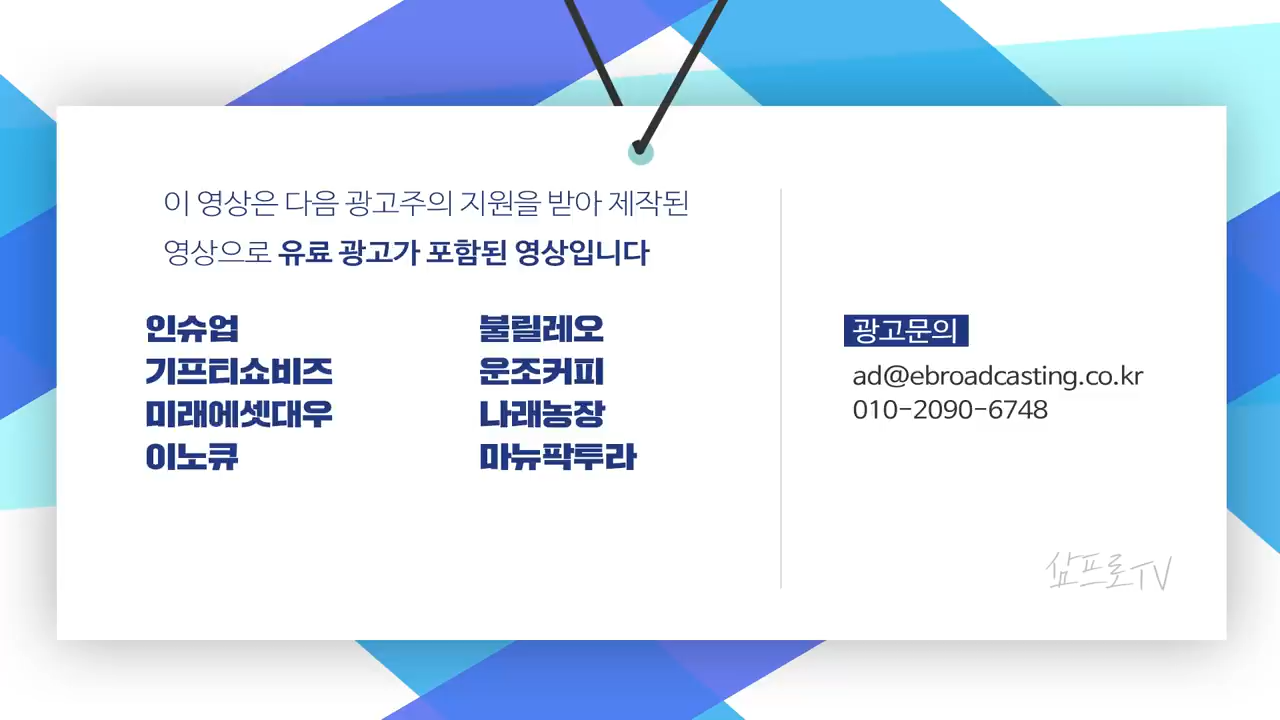 이 영상은 다음 광고주의 지원을 받아 제작된
영상으로 유료 광고가 포함된 영상입니다
인슈업
기프티쇼비즈
미래에셋대우
이노큐
불릴레오
운조커피
나래농장
마뉴팍투라
광고문의
ad@ebroadcasting.co.kr
010-2090-6748
삼프로TV